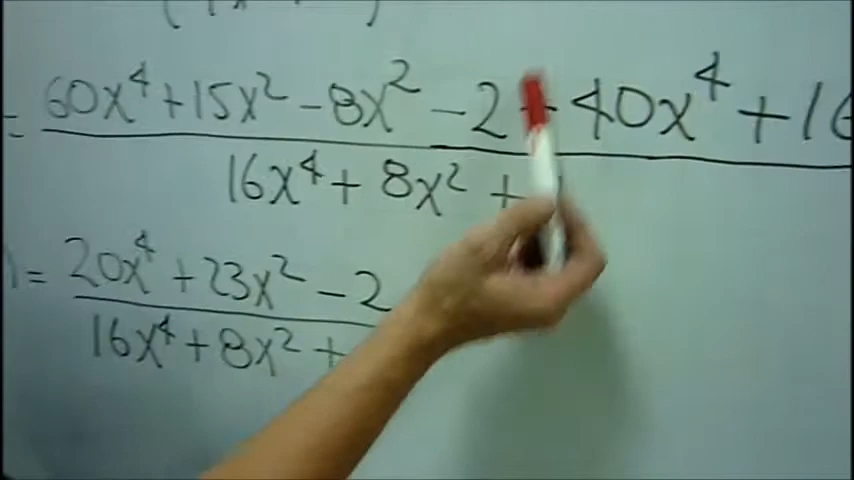 = 60x⁴ + 15x² - 8x² - 2 - 40x⁴ + 16
16x⁴ + 8x² +
= 20x⁴ + 23x² - 2
16x⁴ + 8x² +